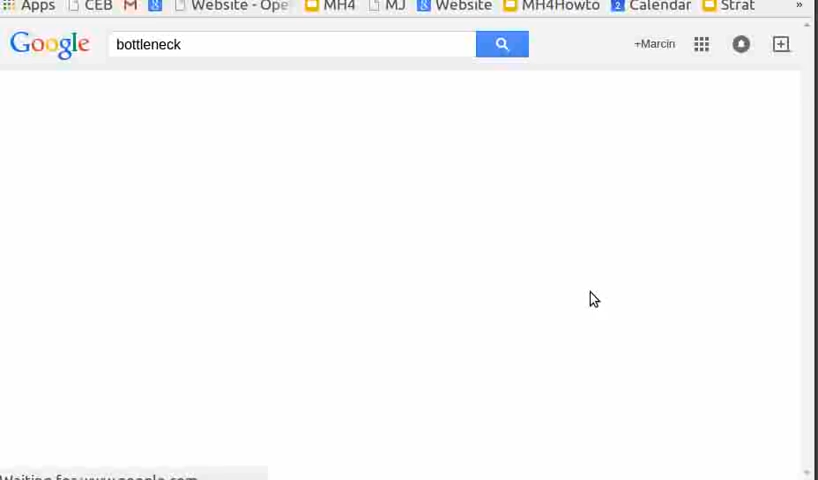 Apps CEB Website - Ope MH4 MJ Website MH4Howto Calendar Strat »
Google bottleneck +Marcin
Waiting for www.google.com